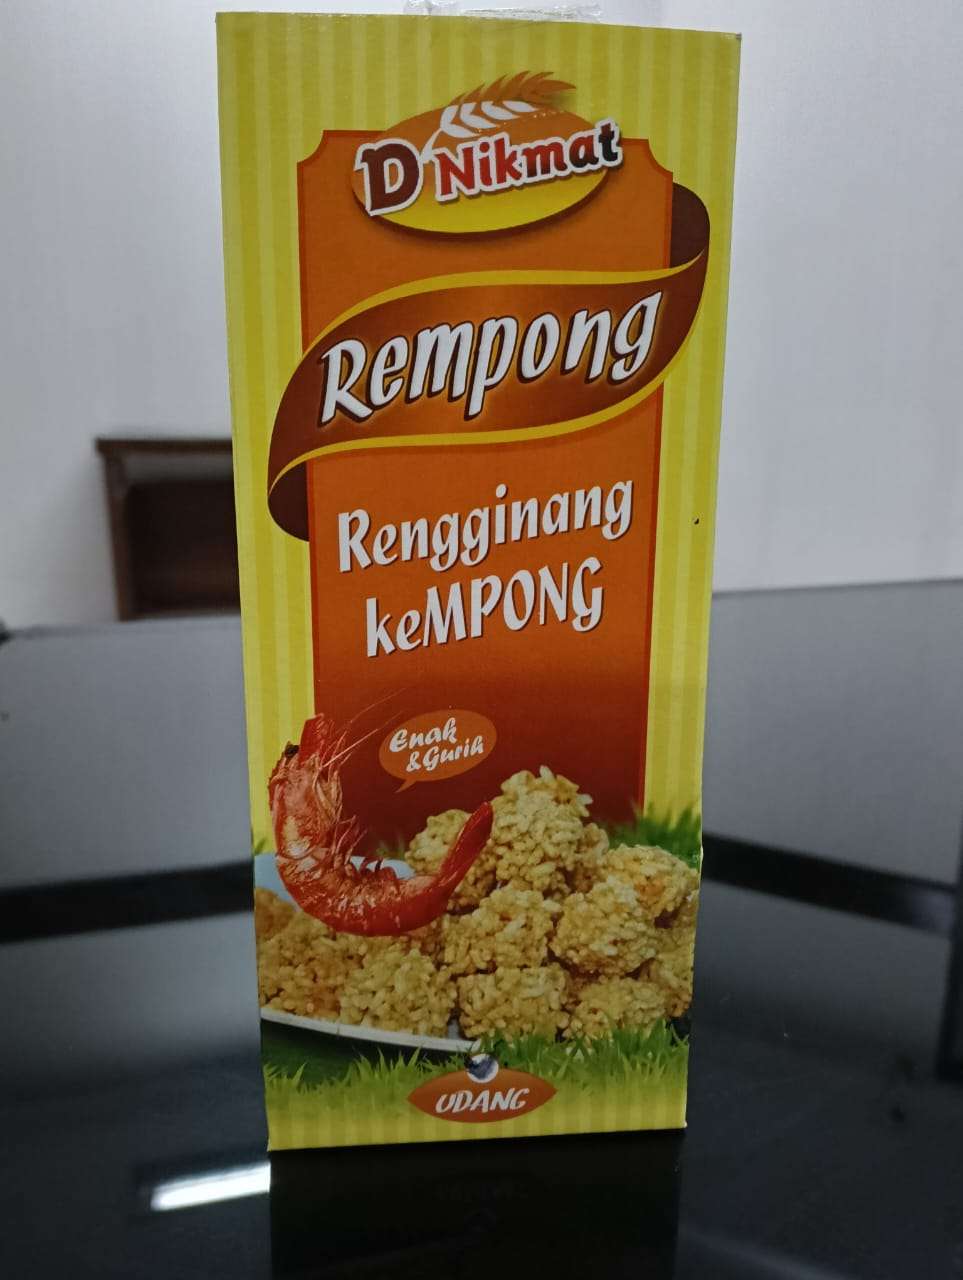 D Nikmat
Rempong
Rengginang
keMPONG
Enak
& Gurih
UDANG